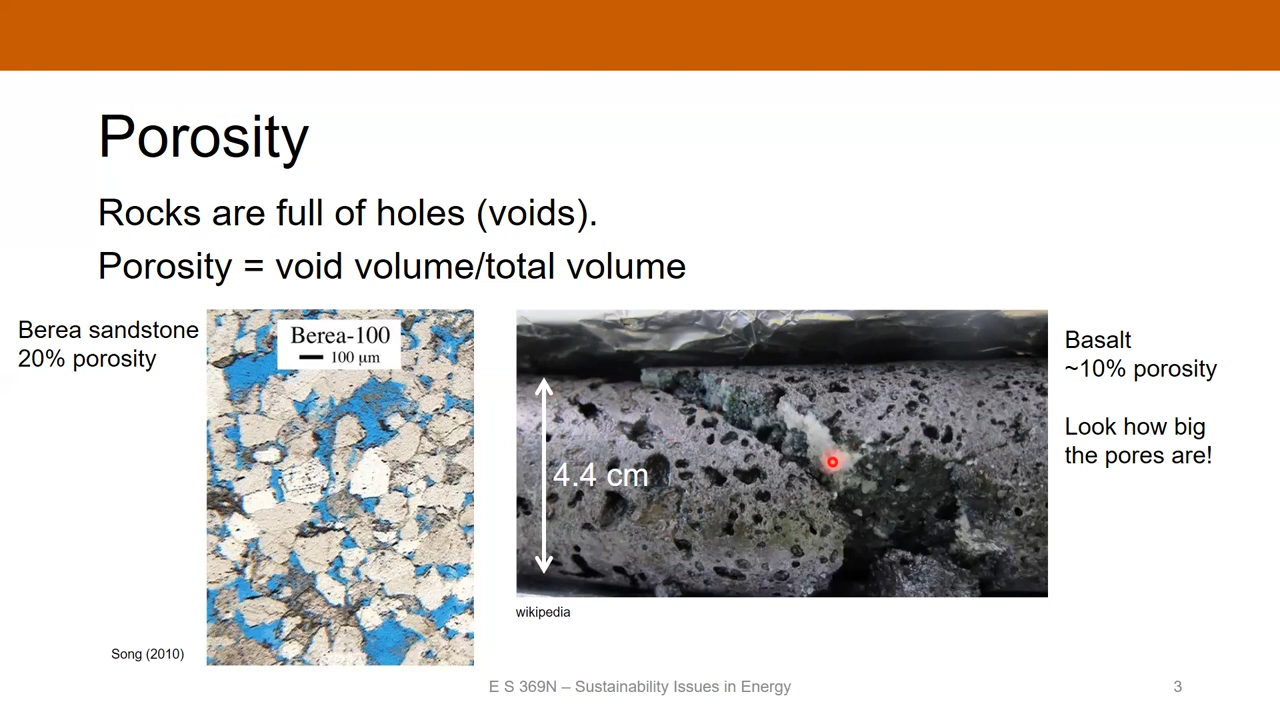 Porosity
Rocks are full of holes (voids).
Porosity = void volume/total volume
Berea sandstone
20% porosity
Berea-100
100 μm
Song (2010)
4.4 cm
wikipedia
Basalt
~10% porosity
Look how big
the pores are!
E S 369N – Sustainability Issues in Energy
3